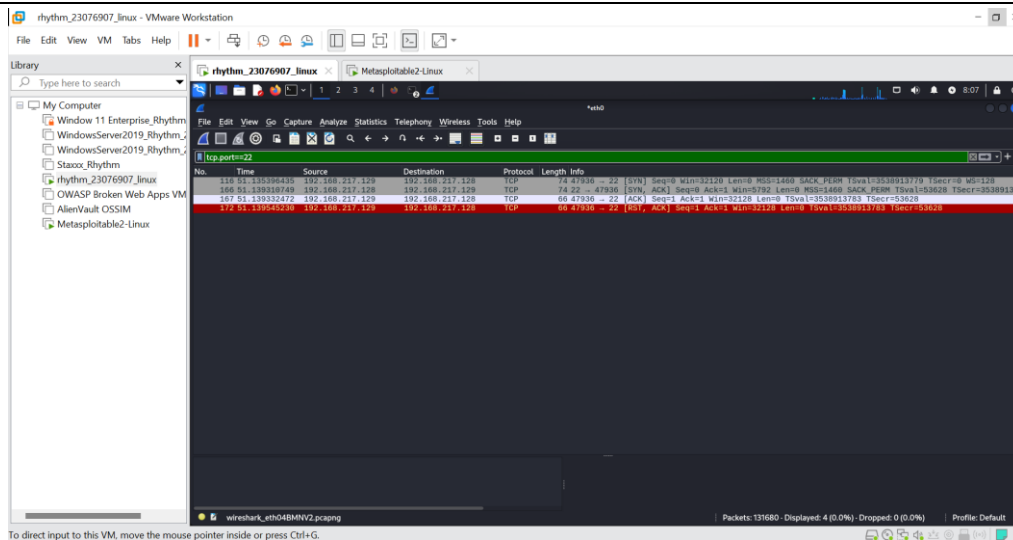 rhythm_23076907_linux - VMware Workstation
File Edit View VM Tabs Help
Library
Type here to search
My Computer
Window 11 Enterprise_Rhythm
WindowsServer2019_Rhythm_
WindowsServer2019_Rhythm_
Staxxx_Rhythm
rhythm_23076907_linux
OWASP Broken Web Apps VM
AlienVault OSSIM
Metasploitable2-Linux
rhythm_23076907_linux Metasploitable2-Linux
1 2 3 4 8:07
*eth0
File Edit View Go Capture Analyze Statistics Telephony Wireless Tools Help
tcp.port==22
No. Time Source Destination Protocol Length Info
116 51.135396435 192.168.217.129 192.168.217.128 TCP 74 47936 → 22 [SYN] Seq=0 Win=32120 Len=0 MSS=1460 SACK_PERM TSval=3538913779 TSecr=0 WS=128
166 51.139310749 192.168.217.128 192.168.217.129 TCP 74 22 → 47936 [SYN, ACK] Seq=0 Ack=1 Win=5792 Len=0 MSS=1460 SACK_PERM TSval=53628 TSecr=3538913
167 51.139332472 192.168.217.129 192.168.217.128 TCP 66 47936 → 22 [ACK] Seq=1 Ack=1 Win=32128 Len=0 TSval=3538913783 TSecr=53628
172 51.139545230 192.168.217.129 192.168.217.128 TCP 66 47936 → 22 [RST, ACK] Seq=1 Ack=1 Win=32128 Len=0 TSval=3538913783 TSecr=53628
wireshark_eth04BMNV2.pcapng Packets: 131680 · Displayed: 4 (0.0%) · Dropped: 0 (0.0%) Profile: Default
To direct input to this VM, move the mouse pointer inside or press Ctrl+G.